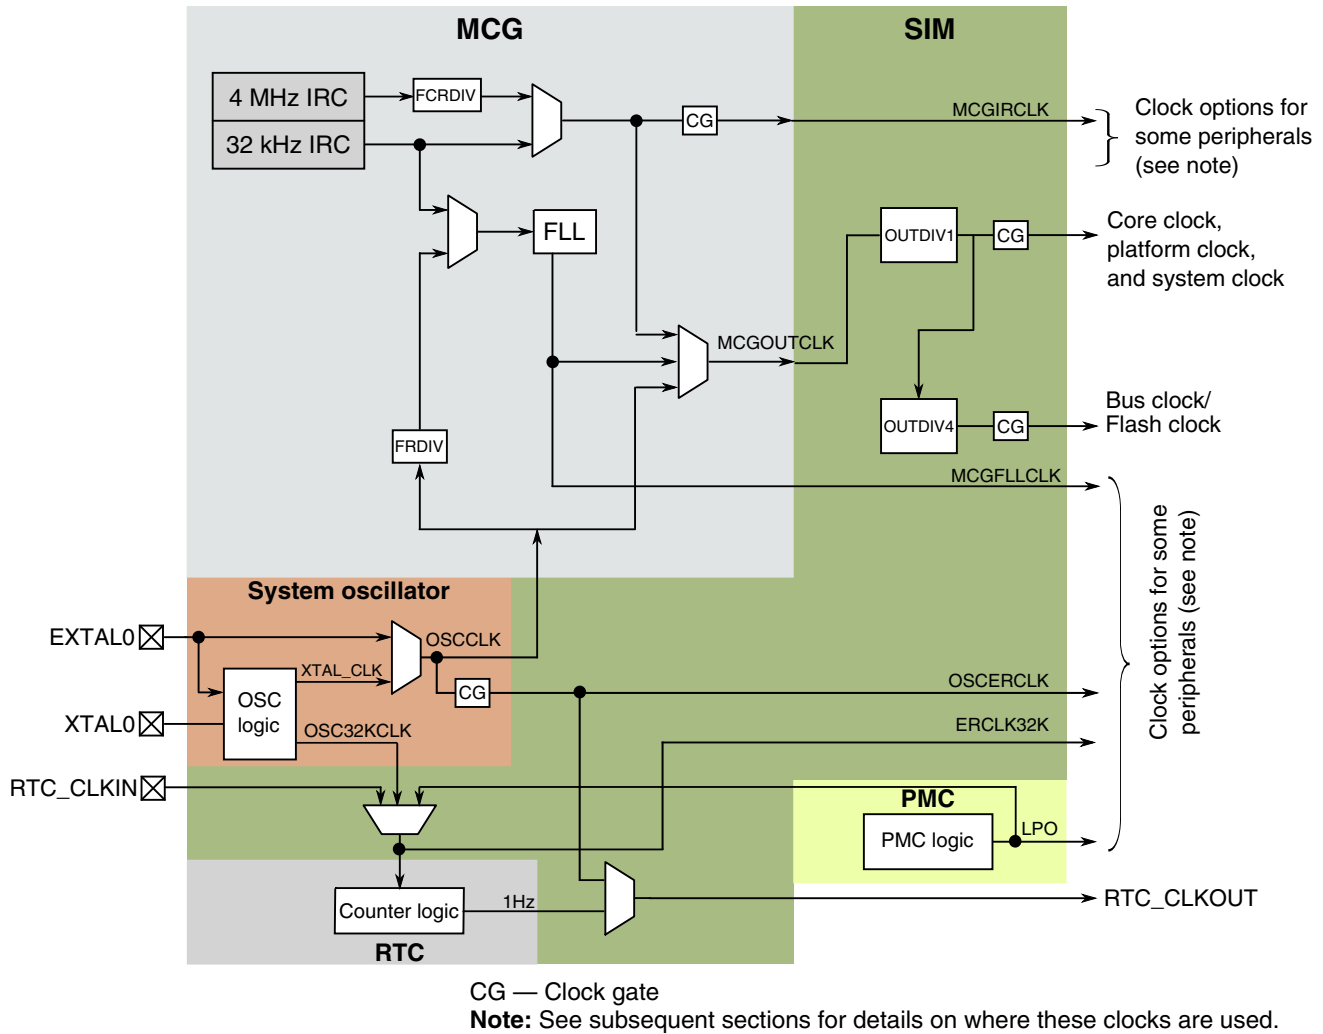 MCG
SIM
4 MHz IRC
FCRDIV
32 kHz IRC
CG
MCGIRCLK
Clock options for
some peripherals
(see note)
FLL
OUTDIV1
CG
Core clock,
platform clock,
and system clock
MCGOUTCLK
FRDIV
OUTDIV4
CG
Bus clock/
Flash clock
MCGFLLCLK
Clock options for some
peripherals (see note)
System oscillator
EXTAL0
OSCCLK
XTAL_CLK
OSC
logic
CG
OSCERCLK
XTAL0
OSC32KCLK
ERCLK32K
RTC_CLKIN
PMC
PMC logic
LPO
Counter logic
1Hz
RTC_CLKOUT
RTC
CG — Clock gate
Note: See subsequent sections for details on where these clocks are used.